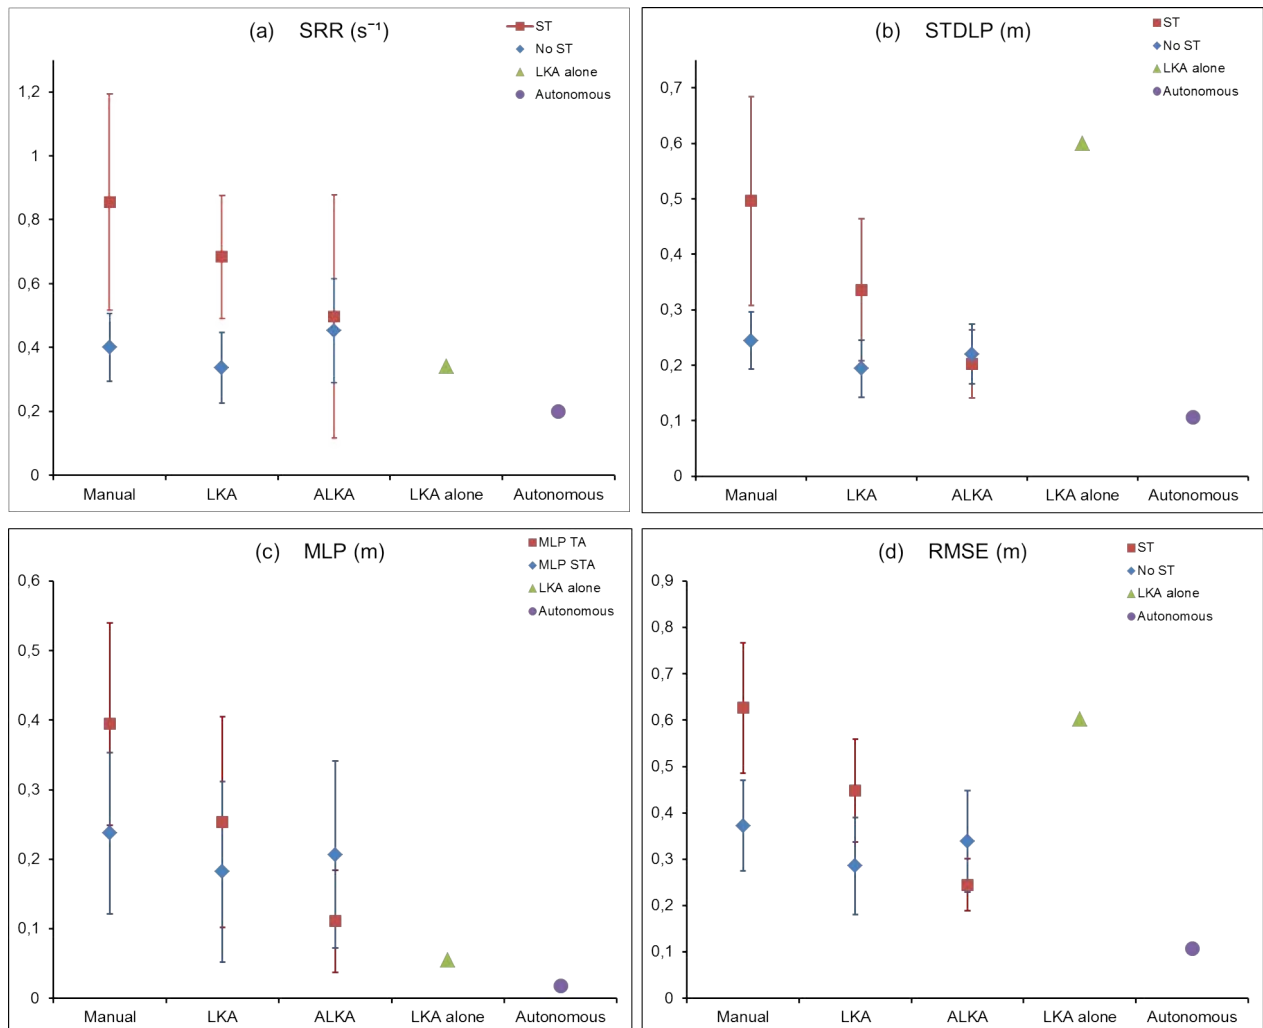 (a) SRR (s⁻¹)
ST
No ST
LKA alone
Autonomous
1,2
1
0,8
0,6
0,4
0,2
0
Manual LKA ALKA LKA alone Autonomous
(b) STDLP (m)
ST
No ST
LKA alone
Autonomous
0,7
0,6
0,5
0,4
0,3
0,2
0,1
0
Manual LKA ALKA LKA alone Autonomous
(c) MLP (m)
MLP TA
MLP STA
LKA alone
Autonomous
0,6
0,5
0,4
0,3
0,2
0,1
0
Manual LKA ALKA LKA alone Autonomous
(d) RMSE (m)
ST
No ST
LKA alone
Autonomous
0,9
0,8
0,7
0,6
0,5
0,4
0,3
0,2
0,1
0
Manual LKA ALKA LKA alone Autonomous